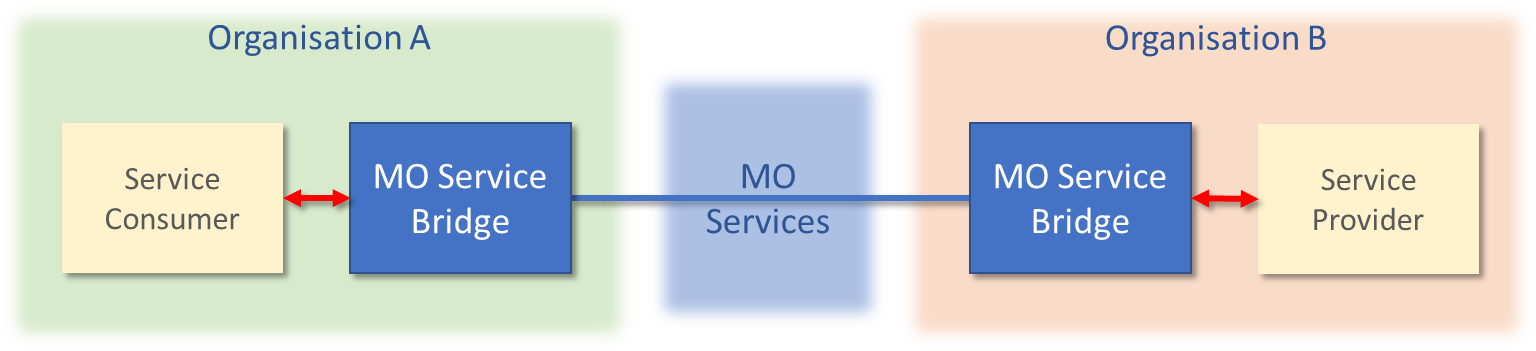 Organisation A
Organisation B
Service
Consumer
MO Service
Bridge
MO
Services
MO Service
Bridge
Service
Provider